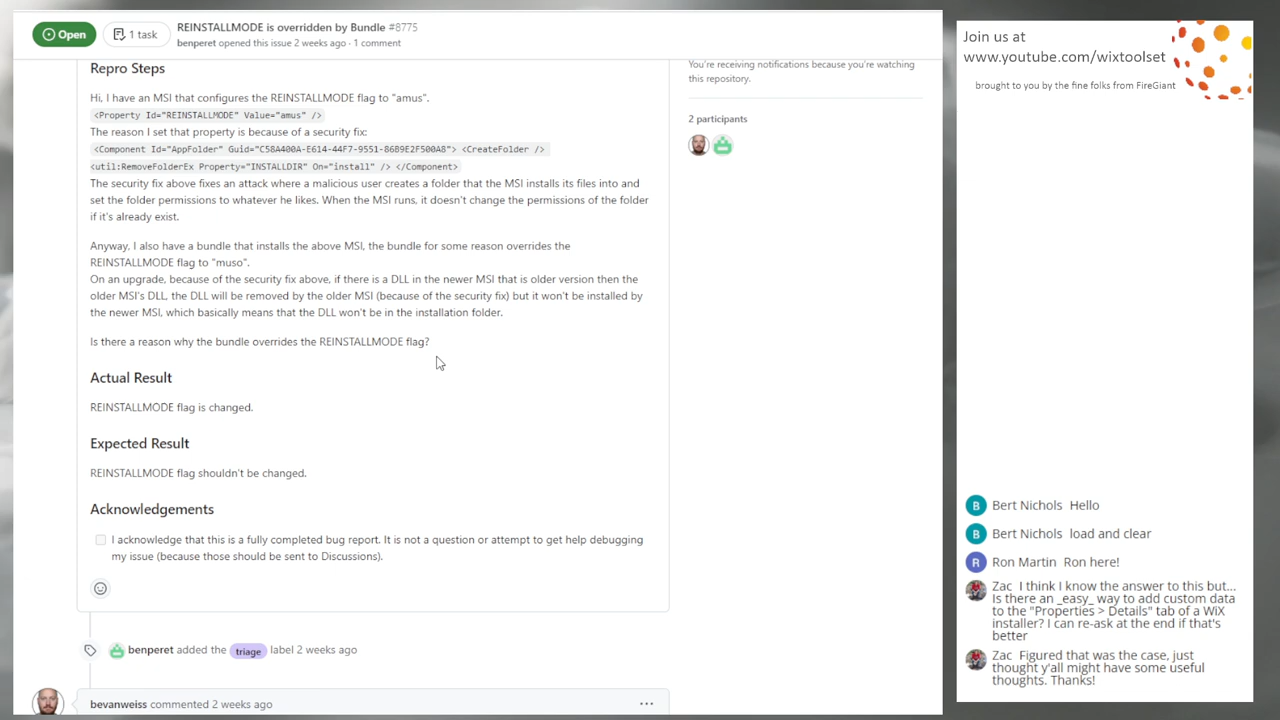 Open
1 task
REINSTALLMODE is overridden by Bundle #8775
benperet opened this issue 2 weeks ago · 1 comment
Repro Steps
Hi, I have an MSI that configures the REINSTALLMODE flag to "amus".
<Property Id="REINSTALLMODE" Value="amus" />
The reason I set that property is because of a security fix:
<Component Id="AppFolder" Guid="C58A400A-E614-44F7-9551-86B9E2F500A8"> <CreateFolder />
<util:RemoveFolderEx Property="INSTALLDIR" On="install" /> </Component>
The security fix above fixes an attack where a malicious user creates a folder that the MSI installs its files into and
set the folder permissions to whatever he likes. When the MSI runs, it doesn't change the permissions of the folder
if it's already exist.
Anyway, I also have a bundle that installs the above MSI, the bundle for some reason overrides the
REINSTALLMODE flag to "muso".
On an upgrade, because of the security fix above, if there is a DLL in the newer MSI that is older version then the
older MSI's DLL, the DLL will be removed by the older MSI (because of the security fix) but it won't be installed by
the newer MSI, which basically means that the DLL won't be in the installation folder.
Is there a reason why the bundle overrides the REINSTALLMODE flag?
Actual Result
REINSTALLMODE flag is changed.
Expected Result
REINSTALLMODE flag shouldn't be changed.
Acknowledgements
I acknowledge that this is a fully completed bug report. It is not a question or attempt to get help debugging
my issue (because those should be sent to Discussions).
benperet added the triage label 2 weeks ago
bevanweiss commented 2 weeks ago
You're receiving notifications because you're watching
this repository.
2 participants
Join us at
www.youtube.com/wixtoolset
brought to you by the fine folks from FireGiant
B Bert Nichols Hello
B Bert Nichols load and clear
R Ron Martin Ron here!
Zac I think I know the answer to this but...
Is there an _easy_ way to add custom data
to the "Properties > Details" tab of a WiX
installer? I can re-ask at the end if that's
better
Zac Figured that was the case, just
thought y'all might have some useful
thoughts. Thanks!